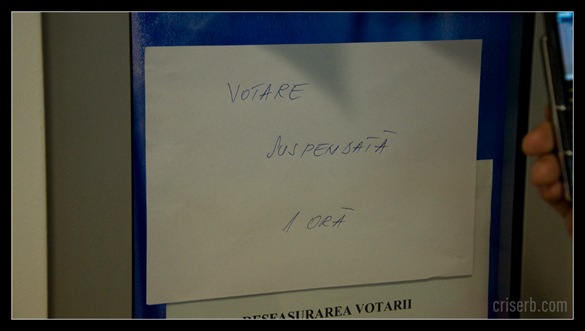 VOTARE
SUSPENDATĂ
1 ORĂ
DESFASURAREA VOTARII
criserb.com